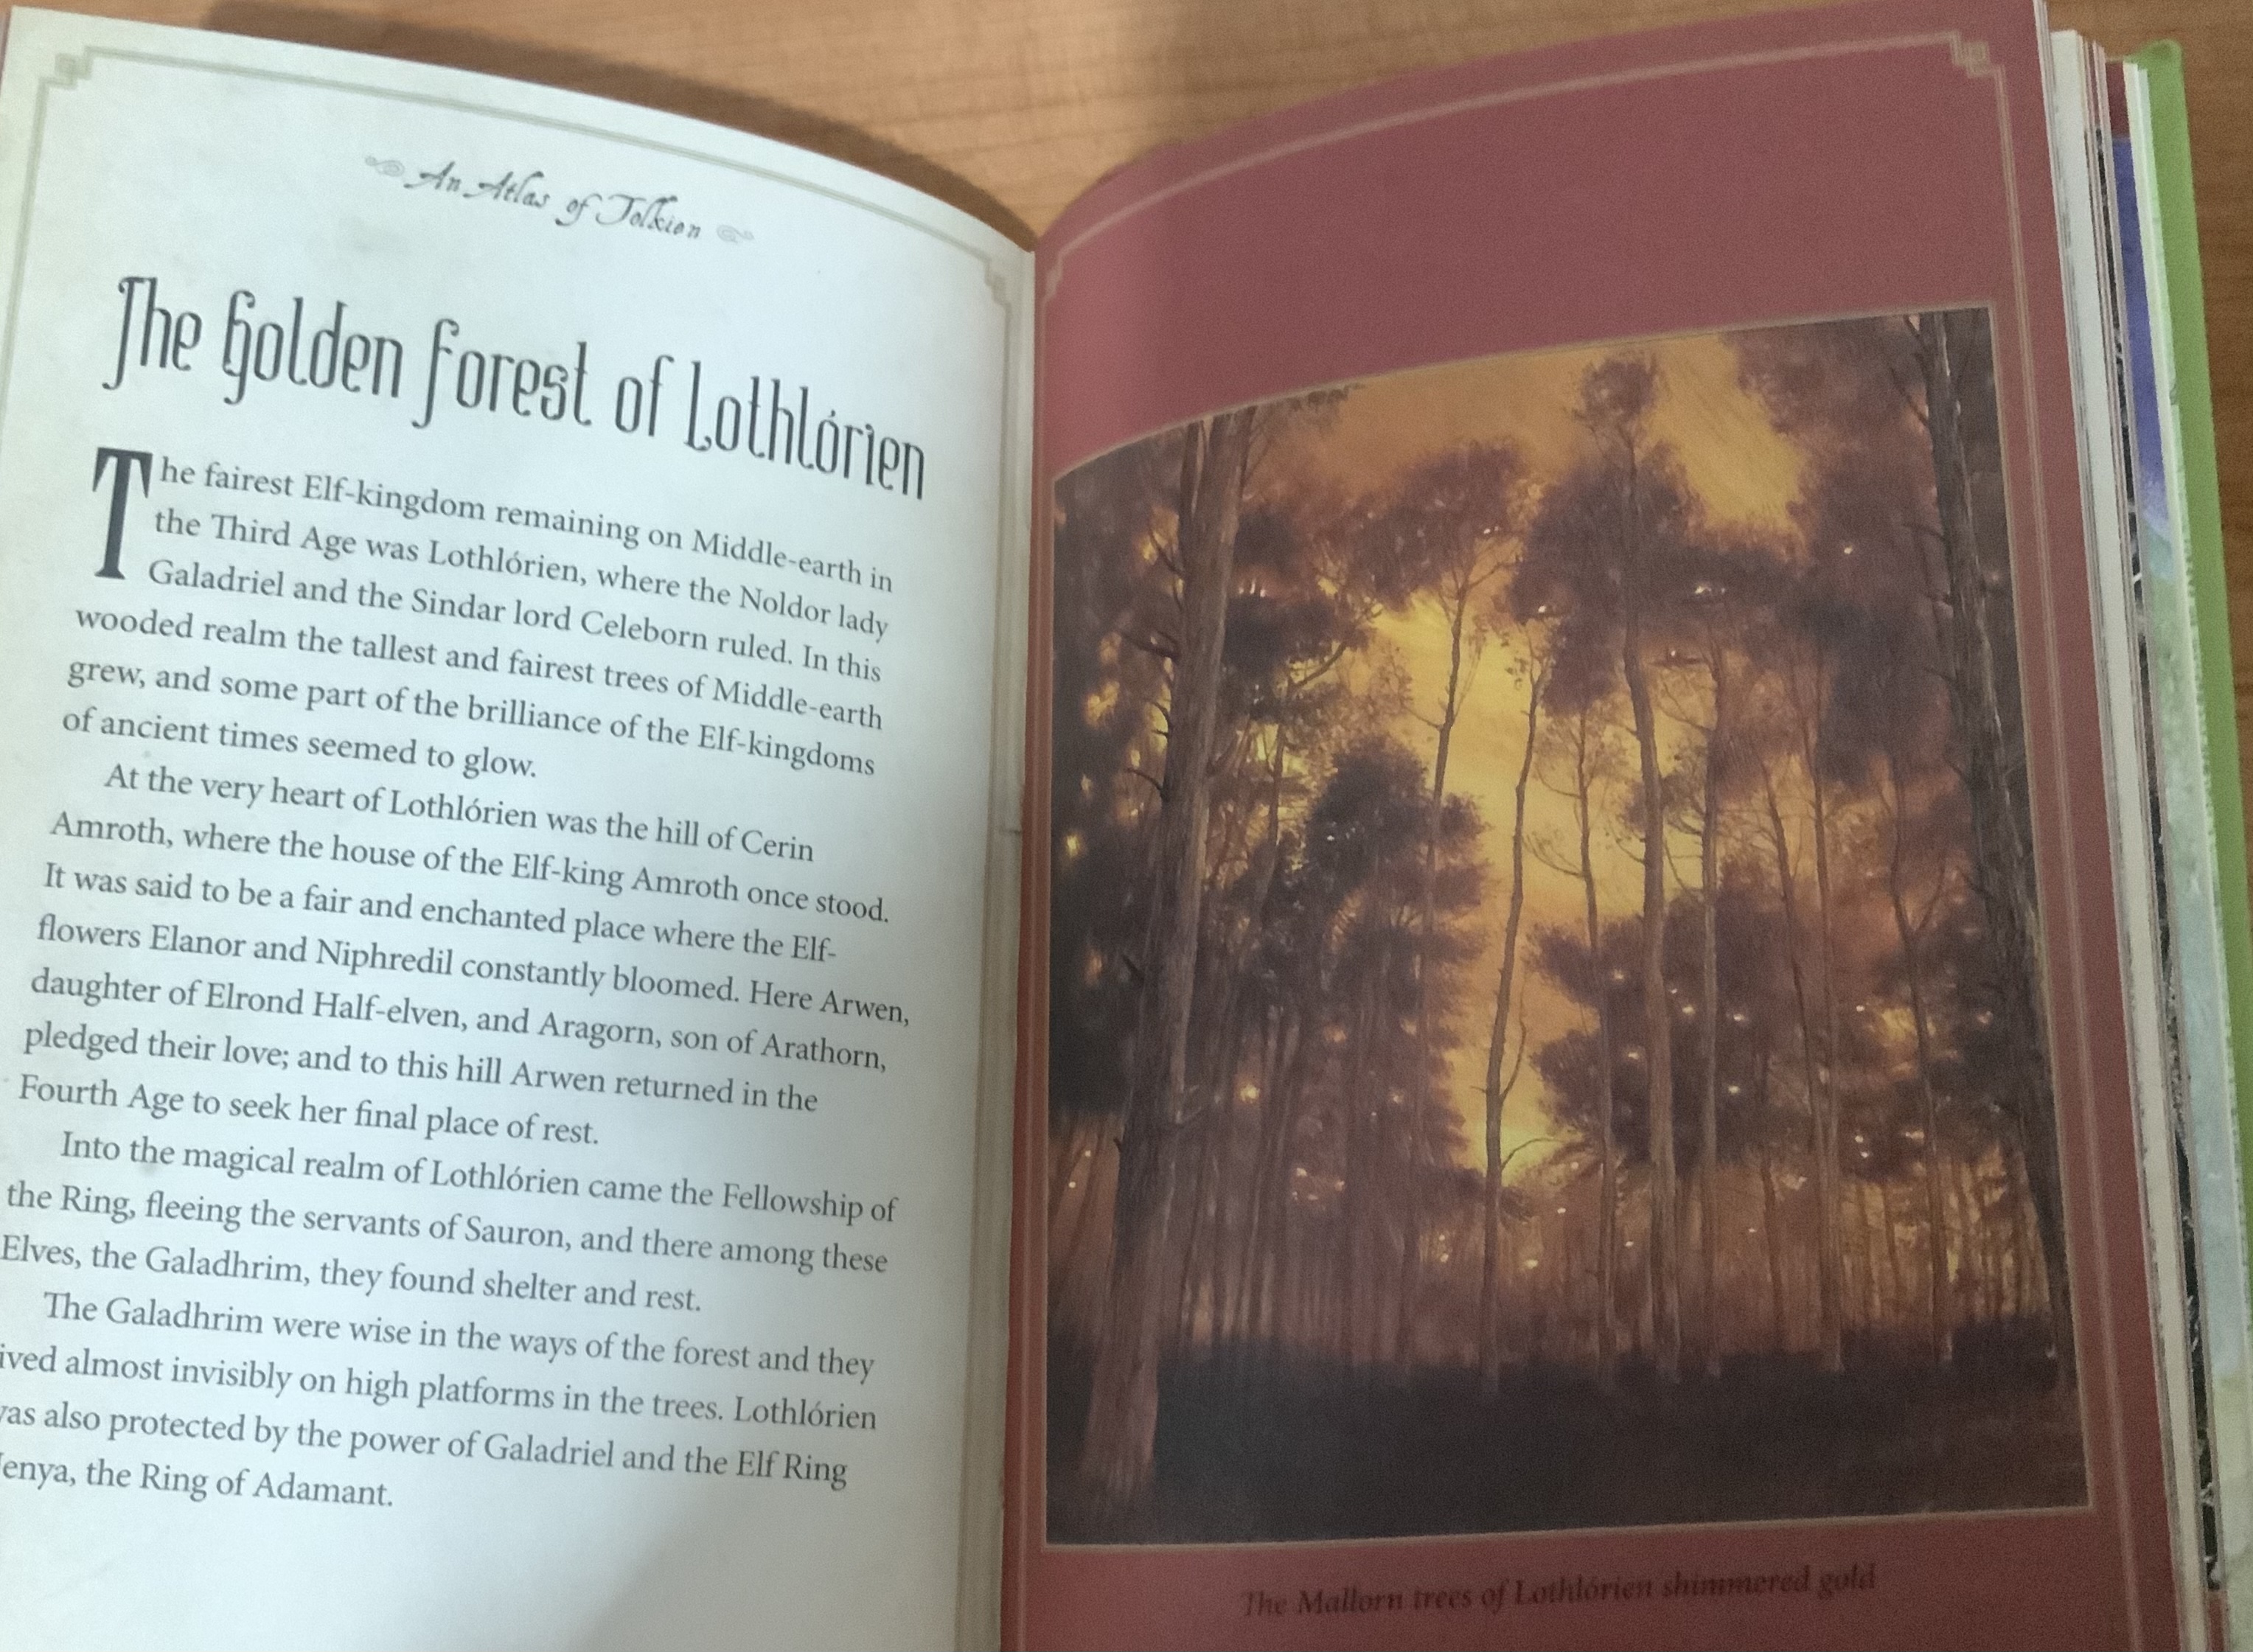 An Atlas of Tolkien
The Golden Forest of Lothlórien
The fairest Elf-kingdom remaining on Middle-earth in
the Third Age was Lothlórien, where the Noldor lady
Galadriel and the Sindar lord Celeborn ruled. In this
wooded realm the tallest and fairest trees of Middle-earth
grew, and some part of the brilliance of the Elf-kingdoms
of ancient times seemed to glow.
At the very heart of Lothlórien was the hill of Cerin
Amroth, where the house of the Elf-king Amroth once stood.
It was said to be a fair and enchanted place where the Elf-
flowers Elanor and Niphredil constantly bloomed. Here Arwen,
daughter of Elrond Half-elven, and Aragorn, son of Arathorn,
pledged their love; and to this hill Arwen returned in the
Fourth Age to seek her final place of rest.
Into the magical realm of Lothlórien came the Fellowship of
the Ring, fleeing the servants of Sauron, and there among these
Elves, the Galadhrim, they found shelter and rest.
The Galadhrim were wise in the ways of the forest and they
ived almost invisibly on high platforms in the trees. Lothlórien
as also protected by the power of Galadriel and the Elf Ring
enya, the Ring of Adamant.
The Mallorn trees of Lothlórien shimmered gold